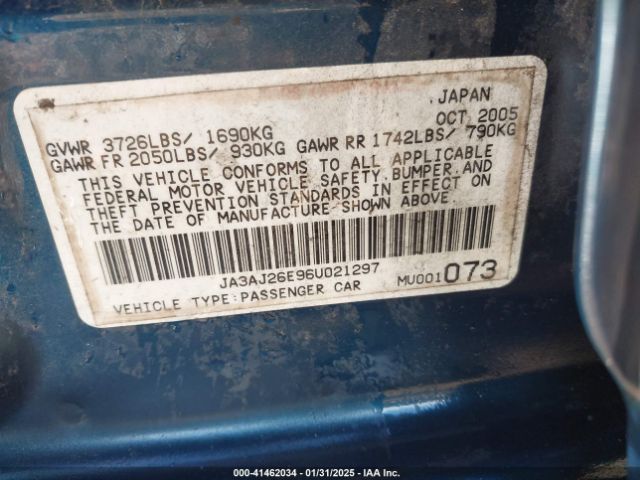 JAPAN
OCT 2005
GVWR 3726LBS/ 1690KG
GAWR FR 2050LBS/ 930KG GAWR RR 1742LBS/ 790KG
THIS VEHICLE CONFORMS TO ALL APPLICABLE
FEDERAL MOTOR VEHICLE SAFETY,BUMPER,AND
THEFT PREVENTION STANDARDS IN EFFECT ON
THE DATE OF MANUFACTURE SHOWN ABOVE.
JA3AJ26E96U021297
VEHICLE TYPE:PASSENGER CAR MU001073
000-41462034 / 01/31/2025 - IAA Inc.